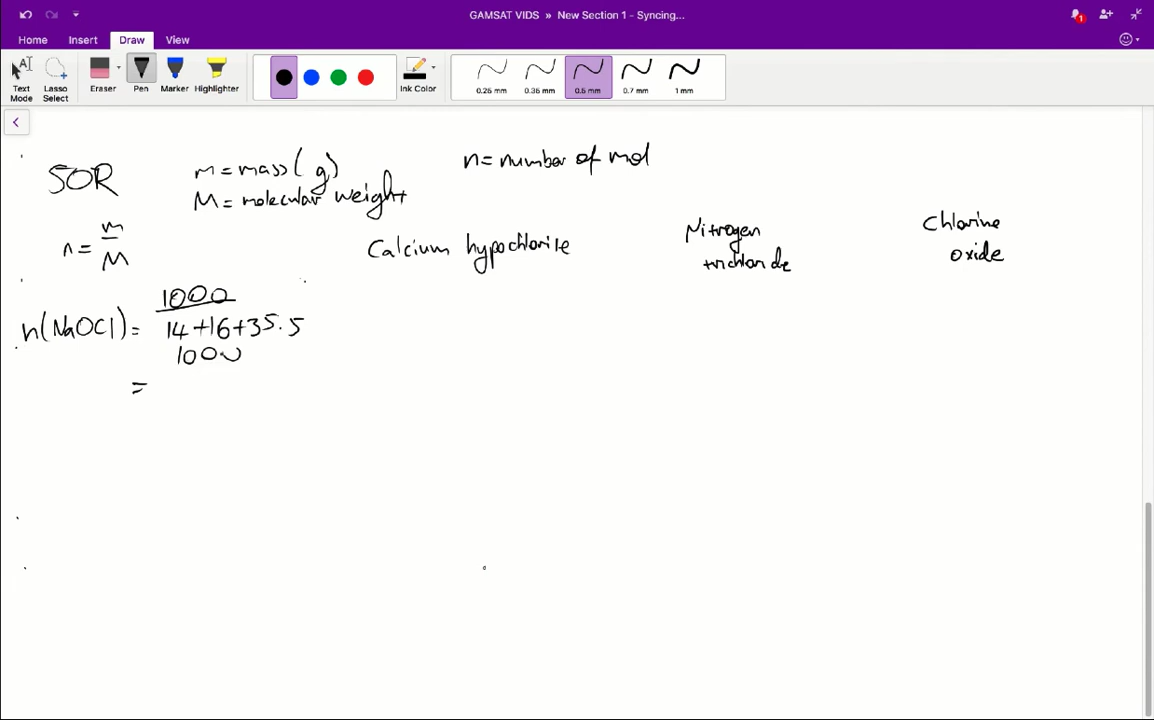 GAMSAT VIDS » New Section 1 - Syncing...
1
Home Insert Draw View
Text Mode
Lasso Select
Eraser
Pen
Marker
Highlighter
Ink Color
0.25 mm
0.35 mm
0.5 mm
0.7 mm
1 mm
SOR
m = mass (g)
M = molecular weight
n = number of mol
n = m/M
Calcium hypochlorite
Nitrogen
trichloride
Chlorine
oxide
n(NaOCl) = 1000
14+16+35.5
1000
=